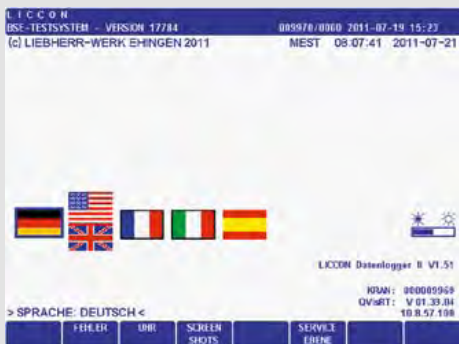 LICCON
BSE-TESTSYSTEM - VERSION 17784 009970/0060 2011-07-19 15:23
(c) LIEBHERR-WERK EHINGEN 2011 MEST 08:07:41 2011-07-21
LICCON Datenlogger II V1.51
KRAN: 000009969
QVisRT: V 01.33.04
> SPRACHE: DEUTSCH < 10.8.57.100
FEHLER UHR SCREEN SHOTS SERVICE EBENE